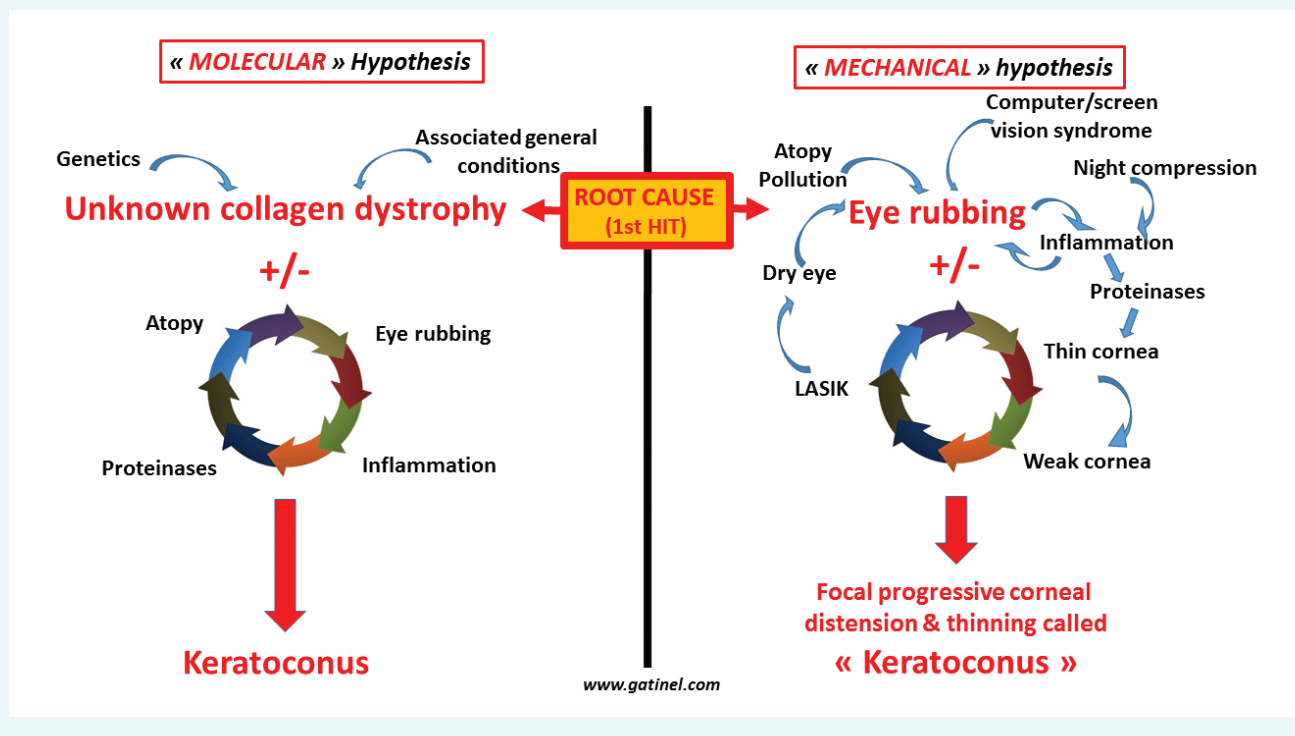 « MOLECULAR » Hypothesis
Genetics
Associated general
conditions
Unknown collagen dystrophy
+/-
Atopy
Eye rubbing
Proteinases
Inflammation
Keratoconus
ROOT CAUSE
(1st HIT)
« MECHANICAL » hypothesis
Computer/screen
vision syndrome
Atopy
Pollution
Night compression
Eye rubbing
Inflammation
+/-
Dry eye
Proteinases
Thin cornea
LASIK
Weak cornea
Focal progressive corneal
distension & thinning called
« Keratoconus »
www.gatinel.com